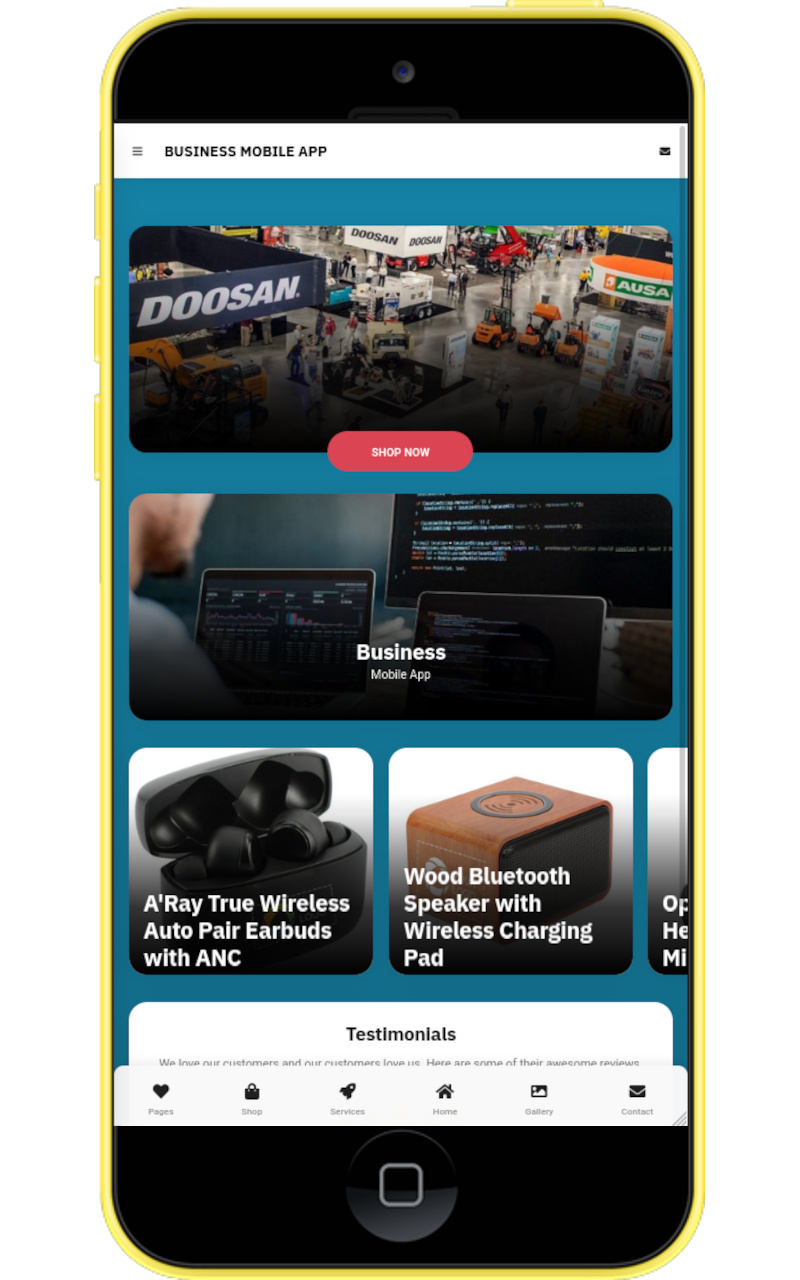 BUSINESS MOBILE APP
DOOSAN DOOSAN
DOOSAN.
AUSA
SHOP NOW
Business
Mobile App
A'Ray True Wireless
Auto Pair Earbuds
with ANC
Wood Bluetooth
Speaker with
Wireless Charging
Pad
Op
He
Mi
Testimonials
We love our customers and our customers love us. Here are some of their awesome reviews
Pages Shop Services Home Gallery Contact